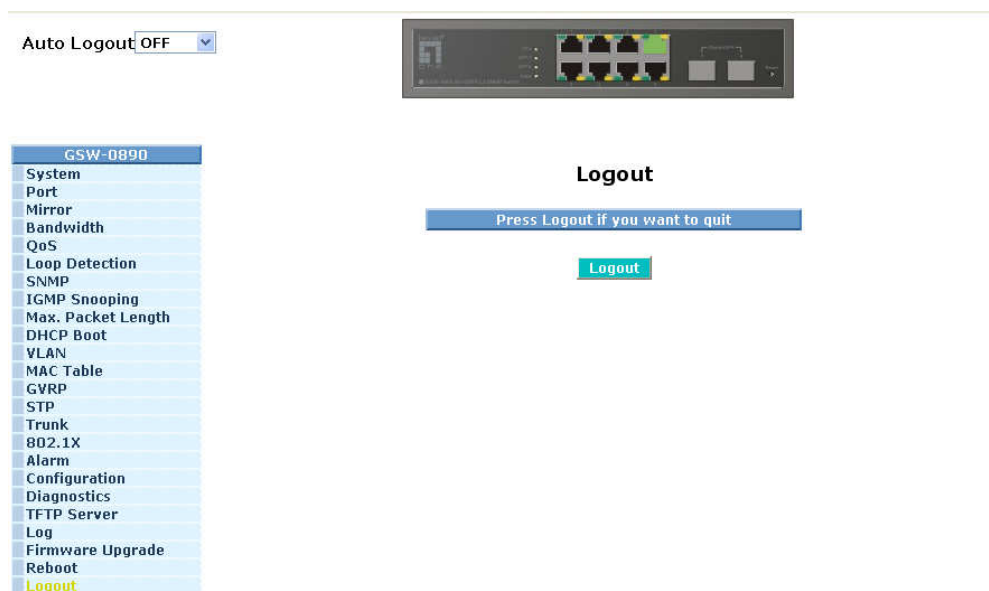 Auto Logout OFF
GSW-0890
System
Port
Mirror
Bandwidth
QoS
Loop Detection
SNMP
IGMP Snooping
Max. Packet Length
DHCP Boot
VLAN
MAC Table
GVRP
STP
Trunk
802.1X
Alarm
Configuration
Diagnostics
TFTP Server
Log
Firmware Upgrade
Reboot
Logout
Logout
Press Logout if you want to quit
Logout